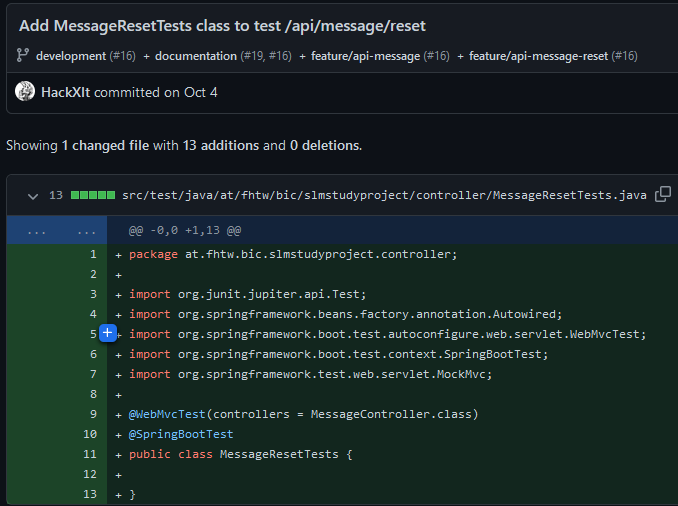 Add MessageResetTests class to test /api/message/reset
development (#16) + documentation (#19, #16) + feature/api-message (#16) + feature/api-message-reset (#16)
HackXIt committed on Oct 4
Showing 1 changed file with 13 additions and 0 deletions.
13 src/test/java/at/fhtw/bic/slmstudyproject/controller/MessageResetTests.java
... ... @@ -0,0 +1,13 @@
1 + package at.fhtw.bic.slmstudyproject.controller;
2 +
3 + import org.junit.jupiter.api.Test;
4 + import org.springframework.beans.factory.annotation.Autowired;
5 + import org.springframework.boot.test.autoconfigure.web.servlet.WebMvcTest;
6 + import org.springframework.boot.test.context.SpringBootTest;
7 + import org.springframework.test.web.servlet.MockMvc;
8 +
9 + @WebMvcTest(controllers = MessageController.class)
10 + @SpringBootTest
11 + public class MessageResetTests {
12 +
13 + }